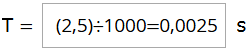 T = (2,5)÷1000=0,0025 s